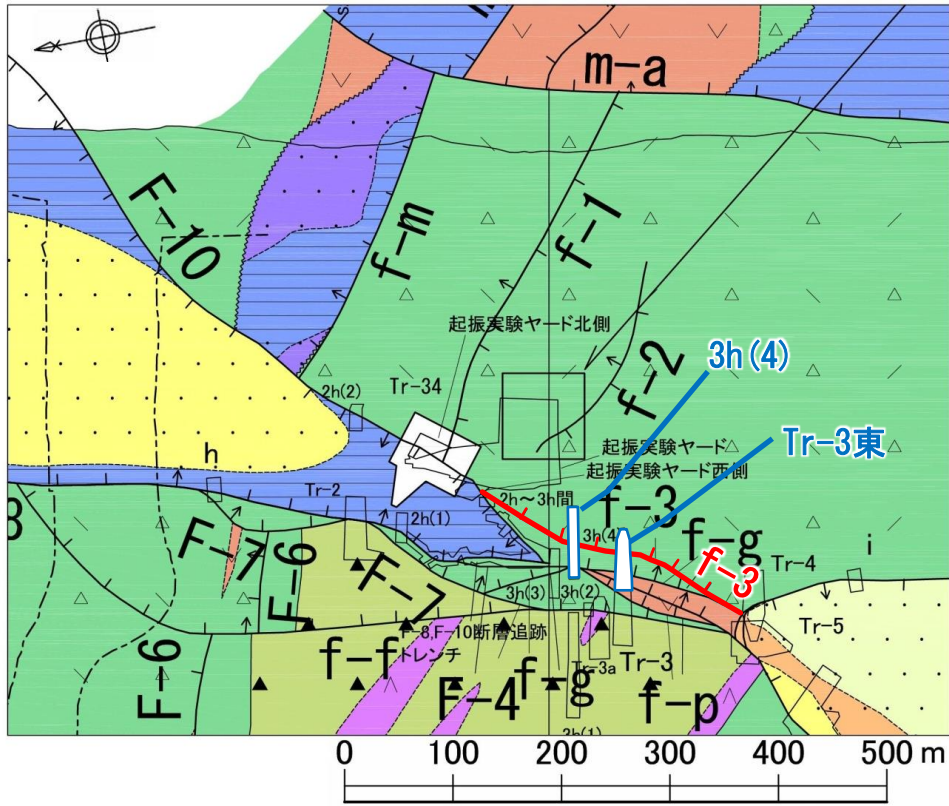 m-a
F-10
f-m
f-1
起振実験ヤード北側
f-2
3h(4)
Tr-34
2h(2)
Tr-3東
起振実験ヤード
起振実験ヤード西側
h
Tr-2
2h～3h間
f-3
8
2h(1)
3h(4)
F-7
F-6
f-g
i
F-7
f-3
Tr-4
3h(3)
3h(2)
Tr-5
F-8,F-10断層追跡
トレンチ
F-6
f-f
Tr-3a
Tr-3
F-4
f-g
f-p
3h(1)
0 100 200 300 400 500 m